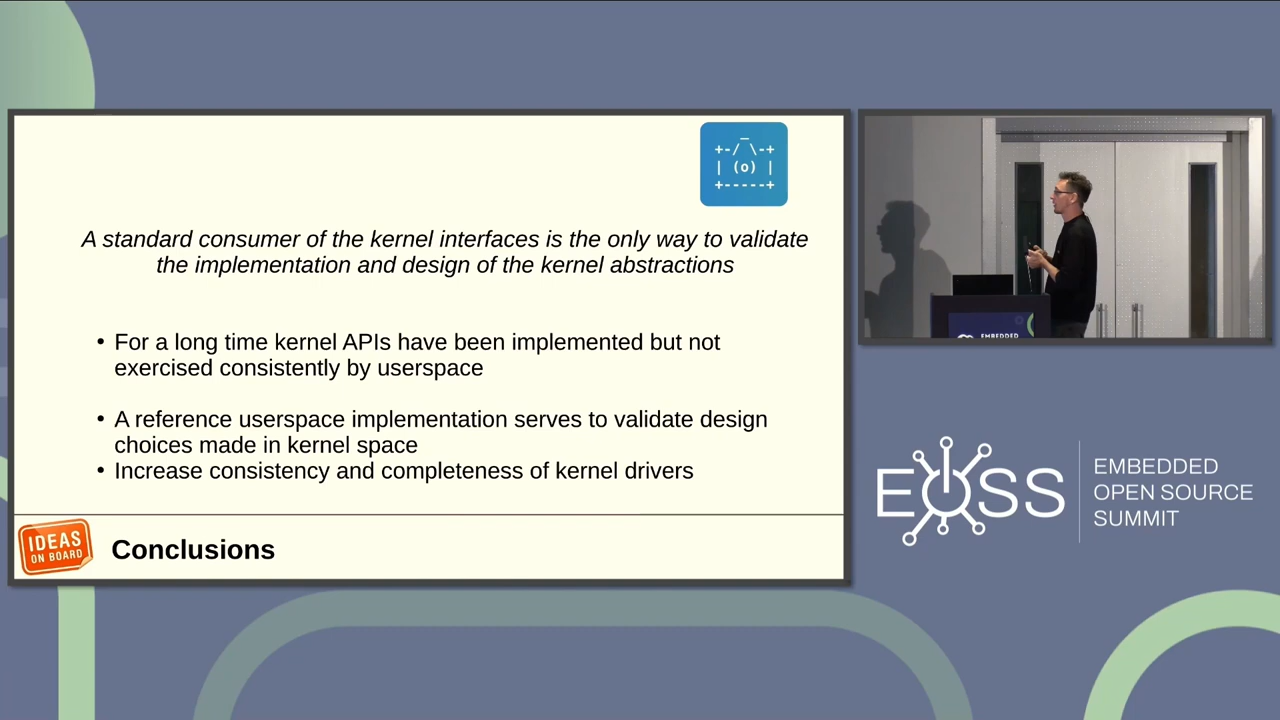 _
+-/ \-+
| (o) |
+-----+
A standard consumer of the kernel interfaces is the only way to validate
the implementation and design of the kernel abstractions
• For a long time kernel APIs have been implemented but not
exercised consistently by userspace
• A reference userspace implementation serves to validate design
choices made in kernel space
• Increase consistency and completeness of kernel drivers
IDEAS
ON BOARD
Conclusions
EMBEDDED
EOSS
EMBEDDED
OPEN SOURCE
SUMMIT